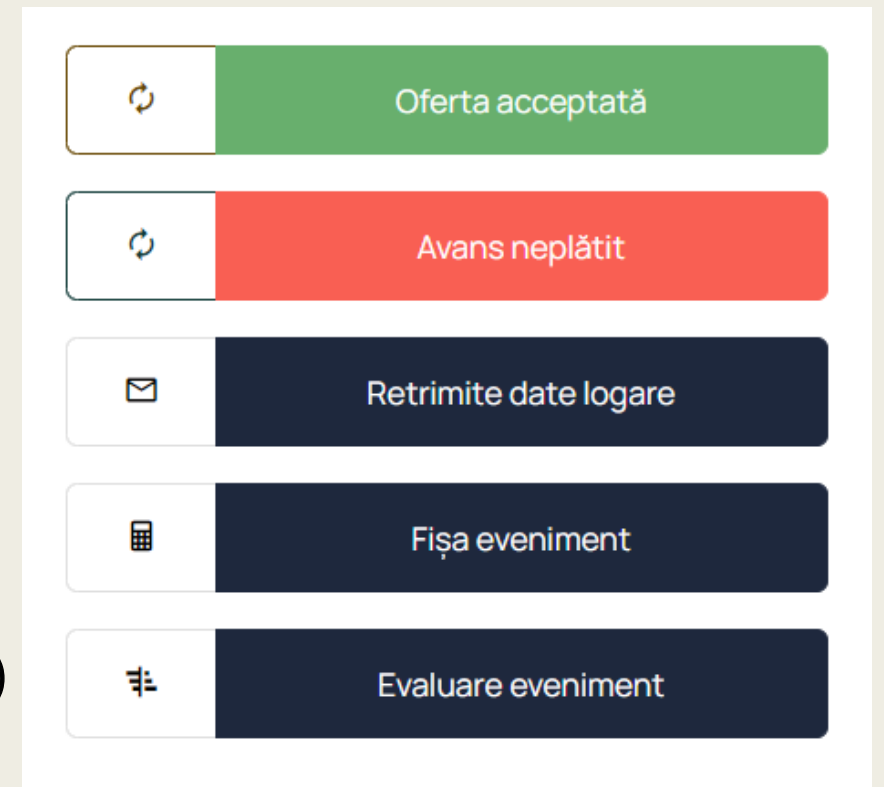 Oferta acceptată
Avans neplătit
Retrimite date logare
Fișa eveniment
Evaluare eveniment